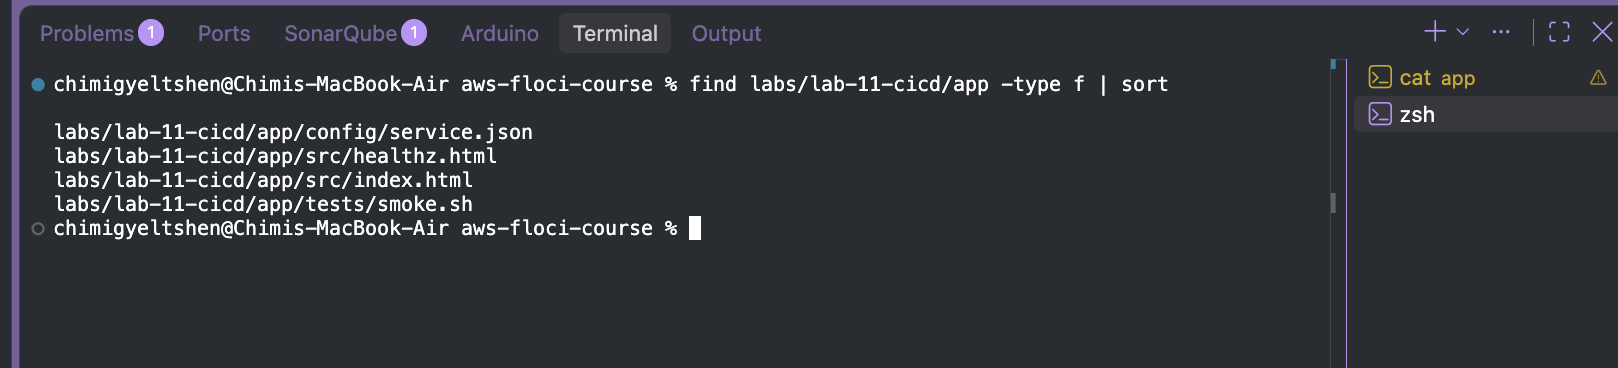 Problems 1 Ports SonarQube 1 Arduino Terminal Output
chimigyeltshen@Chimis-MacBook-Air aws-floci-course % find labs/lab-11-cicd/app -type f | sort
labs/lab-11-cicd/app/config/service.json
labs/lab-11-cicd/app/src/healthz.html
labs/lab-11-cicd/app/src/index.html
labs/lab-11-cicd/app/tests/smoke.sh
chimigyeltshen@Chimis-MacBook-Air aws-floci-course %
cat app
zsh